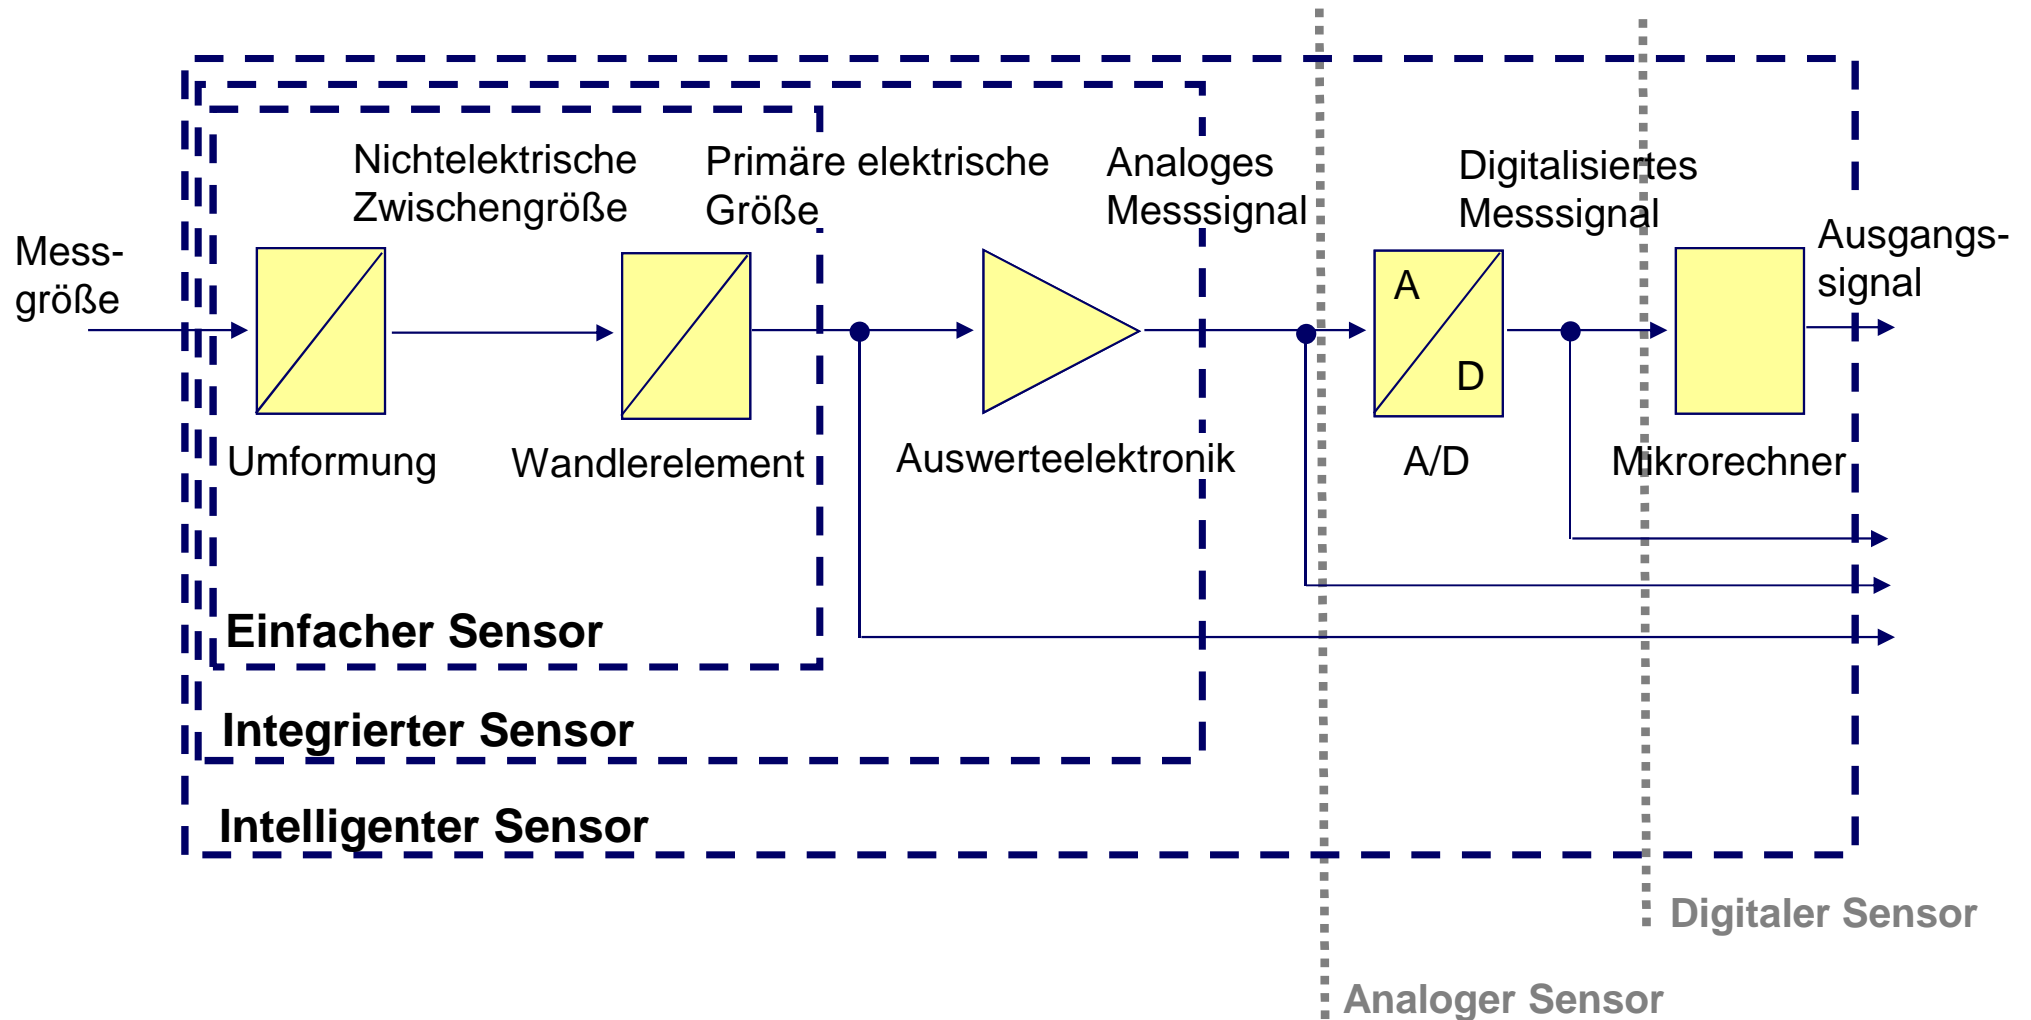 Nichtelektrische
Zwischengröße
Primäre elektrische
Größe
Analoges
Messsignal
Digitalisiertes
Messsignal
Mess-
größe
Ausgangs-
signal
A
D
Umformung
Wandlerelement
Auswerteelektronik
A/D
Mikrorechner
Einfacher Sensor
Integrierter Sensor
Intelligenter Sensor
Digitaler Sensor
Analoger Sensor